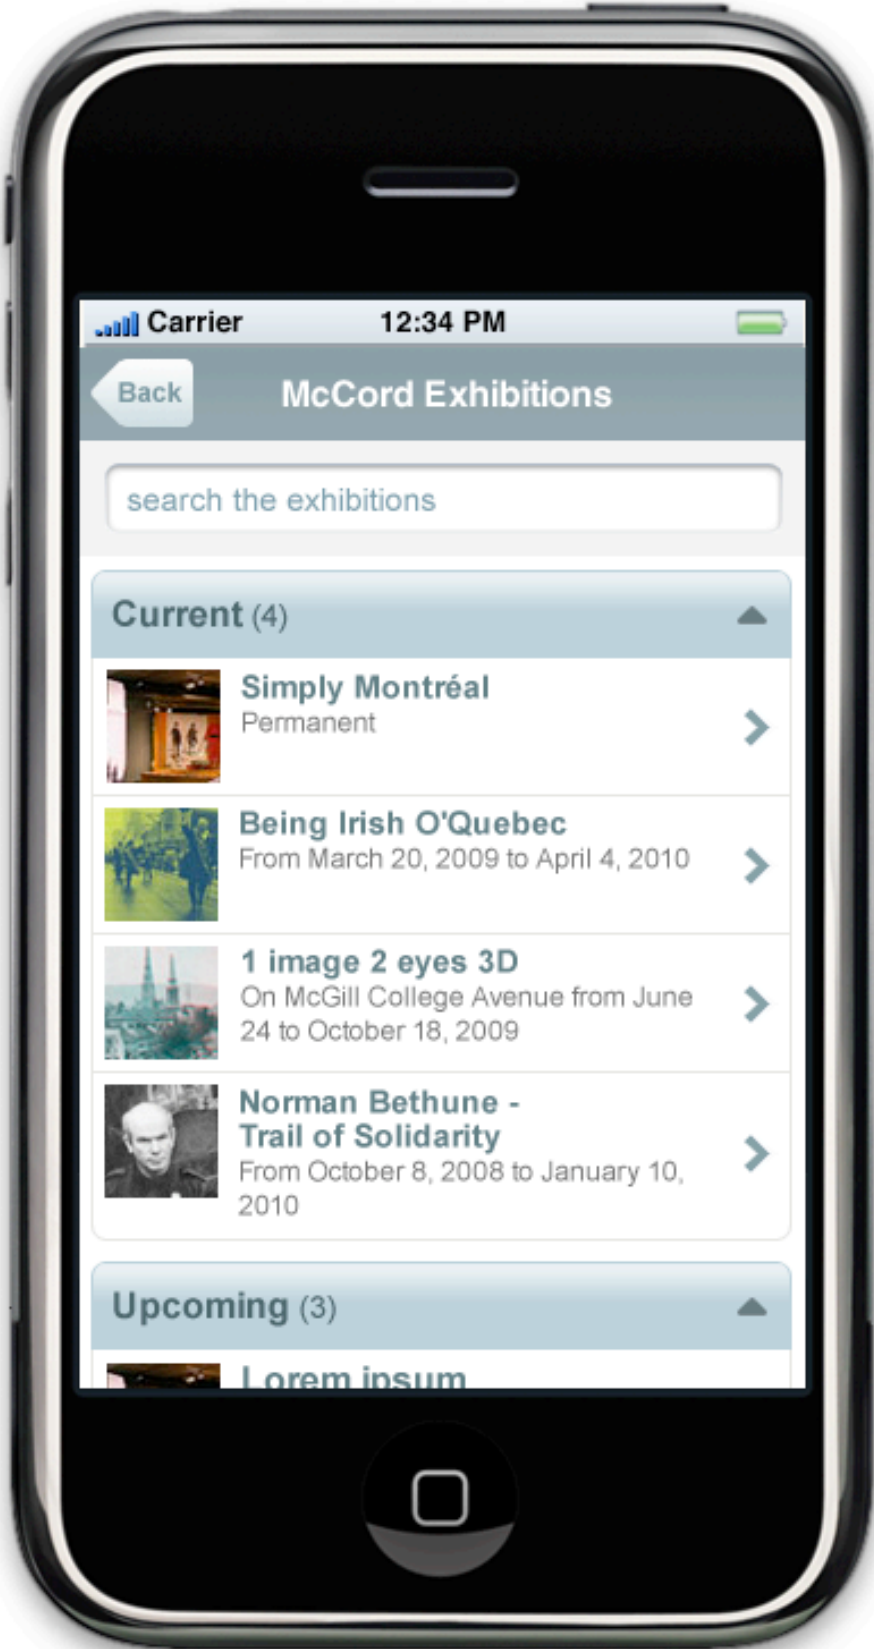 Carrier 12:34 PM
Back McCord Exhibitions
search the exhibitions
Current (4)
Simply Montréal
Permanent
Being Irish O'Quebec
From March 20, 2009 to April 4, 2010
1 image 2 eyes 3D
On McGill College Avenue from June
24 to October 18, 2009
Norman Bethune -
Trail of Solidarity
From October 8, 2008 to January 10,
2010
Upcoming (3)
Lorem ipsum